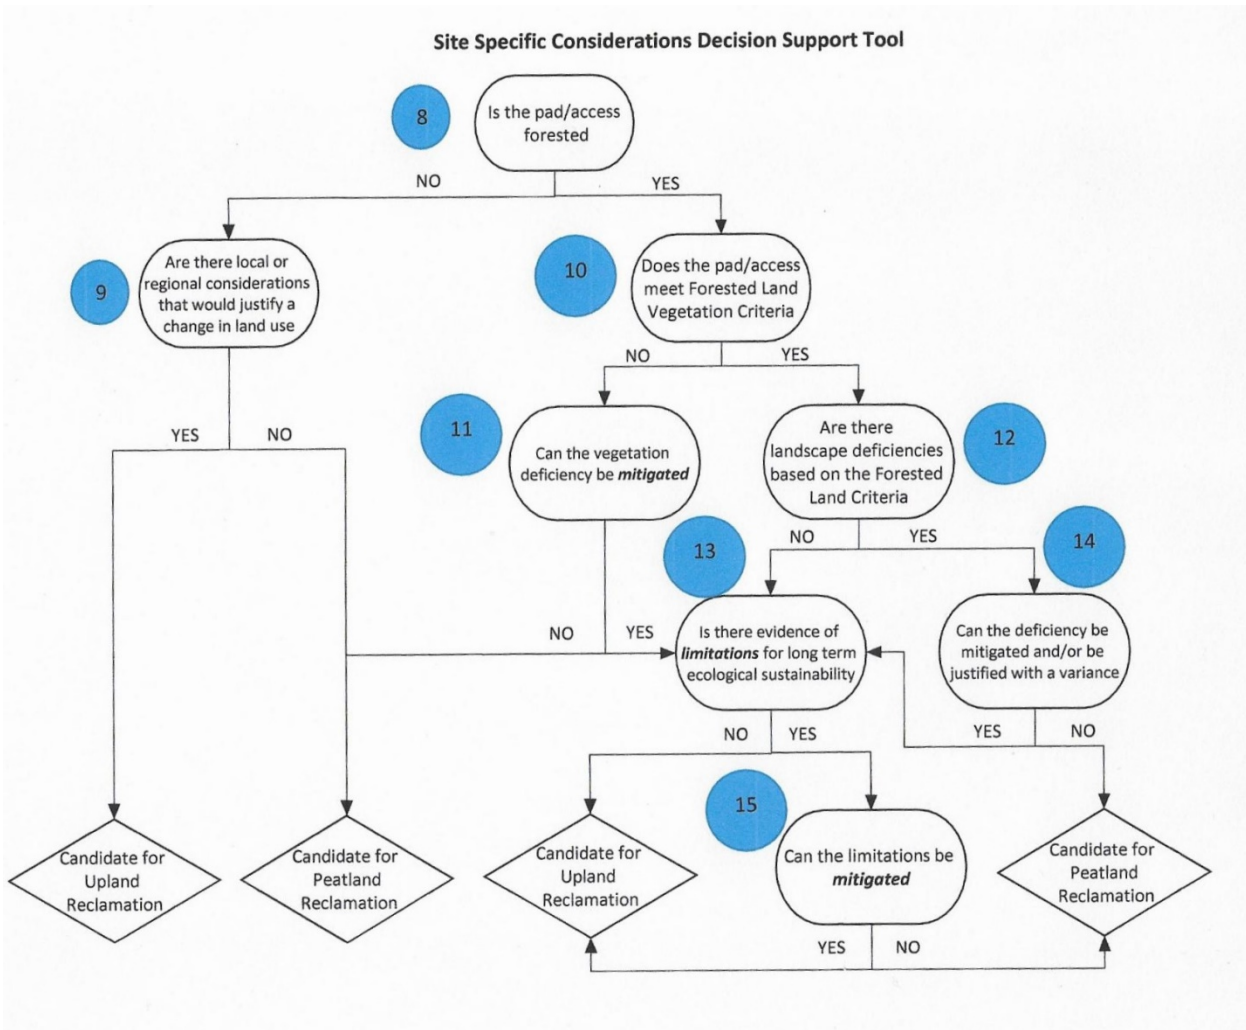 Site Specific Considerations Decision Support Tool
8
Is the pad/access
forested
NO
YES
9
Are there local or
regional considerations
that would justify a
change in land use
10
Does the pad/access
meet Forested Land
Vegetation Criteria
NO
YES
11
Can the vegetation
deficiency be mitigated
Are there
landscape deficiencies
based on the Forested
Land Criteria
12
YES
NO
NO
YES
13
14
NO
YES
Is there evidence of
limitations for long term
ecological sustainability
Can the deficiency be
mitigated and/or be
justified with a variance
NO
YES
YES
NO
15
Candidate for
Upland
Reclamation
Candidate for
Peatland
Reclamation
Candidate for
Upland
Reclamation
Can the limitations be
mitigated
Candidate for
Peatland
Reclamation
YES
NO